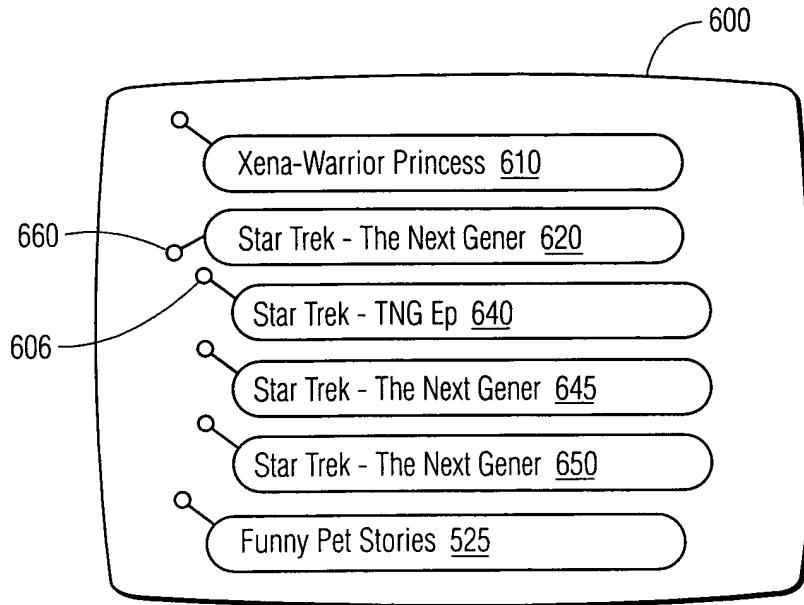 600
Xena-Warrior Princess 610
660
Star Trek - The Next Gener 620
Star Trek - TNG Ep 640
606
Star Trek - The Next Gener 645
Star Trek - The Next Gener 650
Funny Pet Stories 525